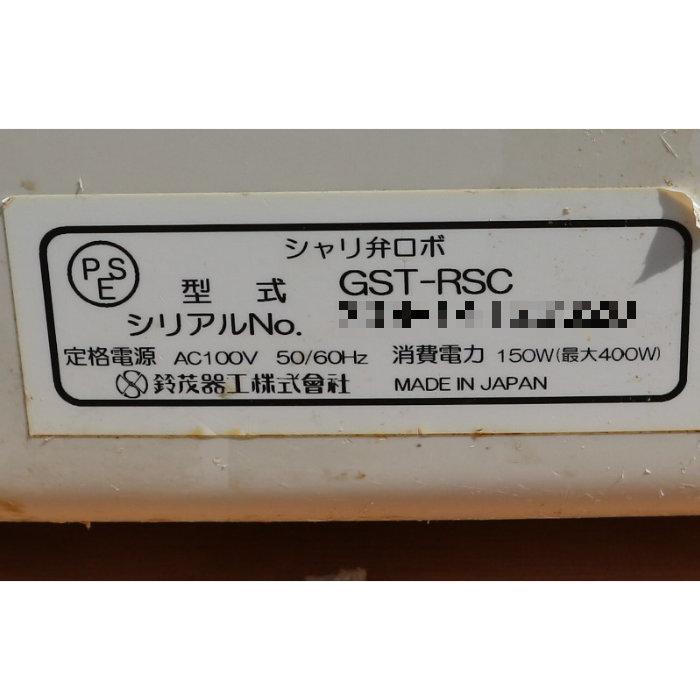 シャリ弁ロボ
PSE
型式 GST-RSC
シリアルNo.
定格電源 AC100V 50/60Hz 消費電力 150W(最大400W)
鈴茂器工株式會社 MADE IN JAPAN